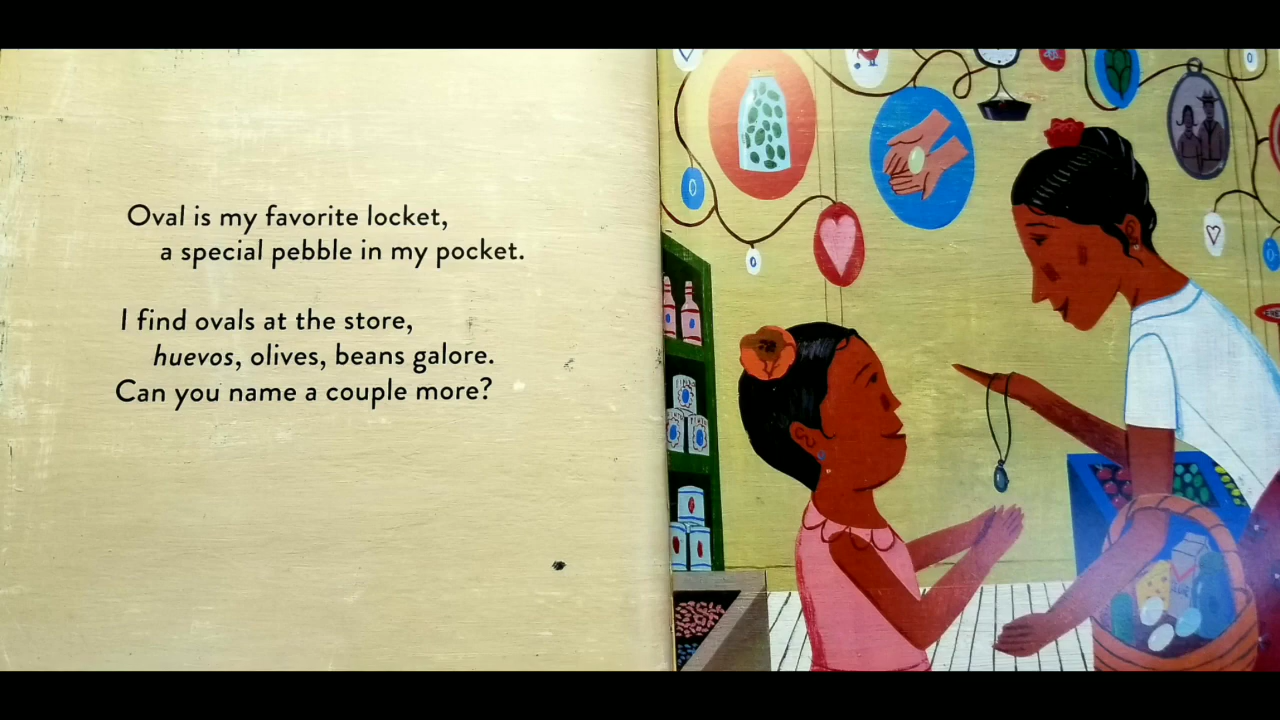 Oval is my favorite locket,
a special pebble in my pocket.
I find ovals at the store,
huevos, olives, beans galore.
Can you name a couple more?